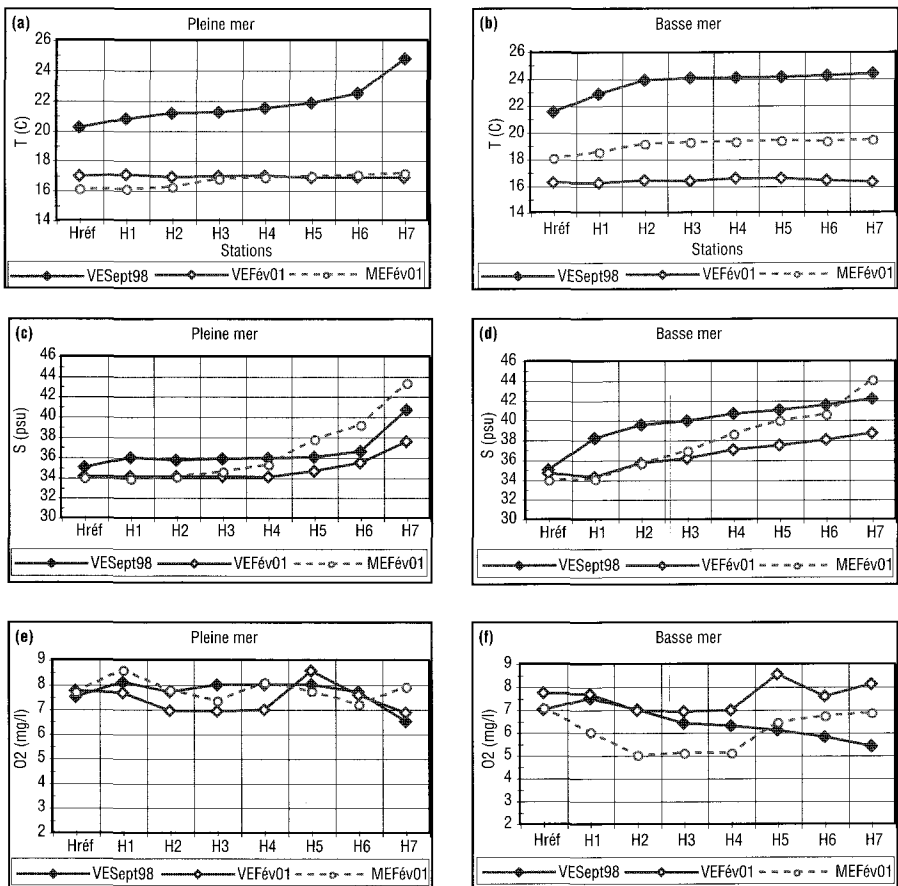 (a) Pleine mer
T (C)
26
24
22
20
18
16
14
Hréf H1 H2 H3 H4 H5 H6 H7
Stations
VESept98 VEFév01 MEFév01
(b) Basse mer
T (C)
26
24
22
20
18
16
14
Hréf H1 H2 H3 H4 H5 H6 H7
Stations
VESept98 VEFév01 MEFév01
(c) Pleine mer
S (psu)
46
44
42
40
38
36
34
32
30
Hréf H1 H2 H3 H4 H5 H6 H7
VESept98 VEFév01 MEFév01
(d) Basse mer
S (psu)
46
44
42
40
38
36
34
32
30
Hréf H1 H2 H3 H4 H5 H6 H7
VESept98 VEFév01 MEFév01
(e) Pleine mer
O2 (mg/l)
9
8
7
6
5
4
3
2
Hréf H1 H2 H3 H4 H5 H6 H7
VESept98 VEFév01 MEFév01
(f) Basse mer
O2 (mg/l)
9
8
7
6
5
4
3
2
Hréf H1 H2 H3 H4 H5 H6 H7
VESept98 VEFév01 MEFév01